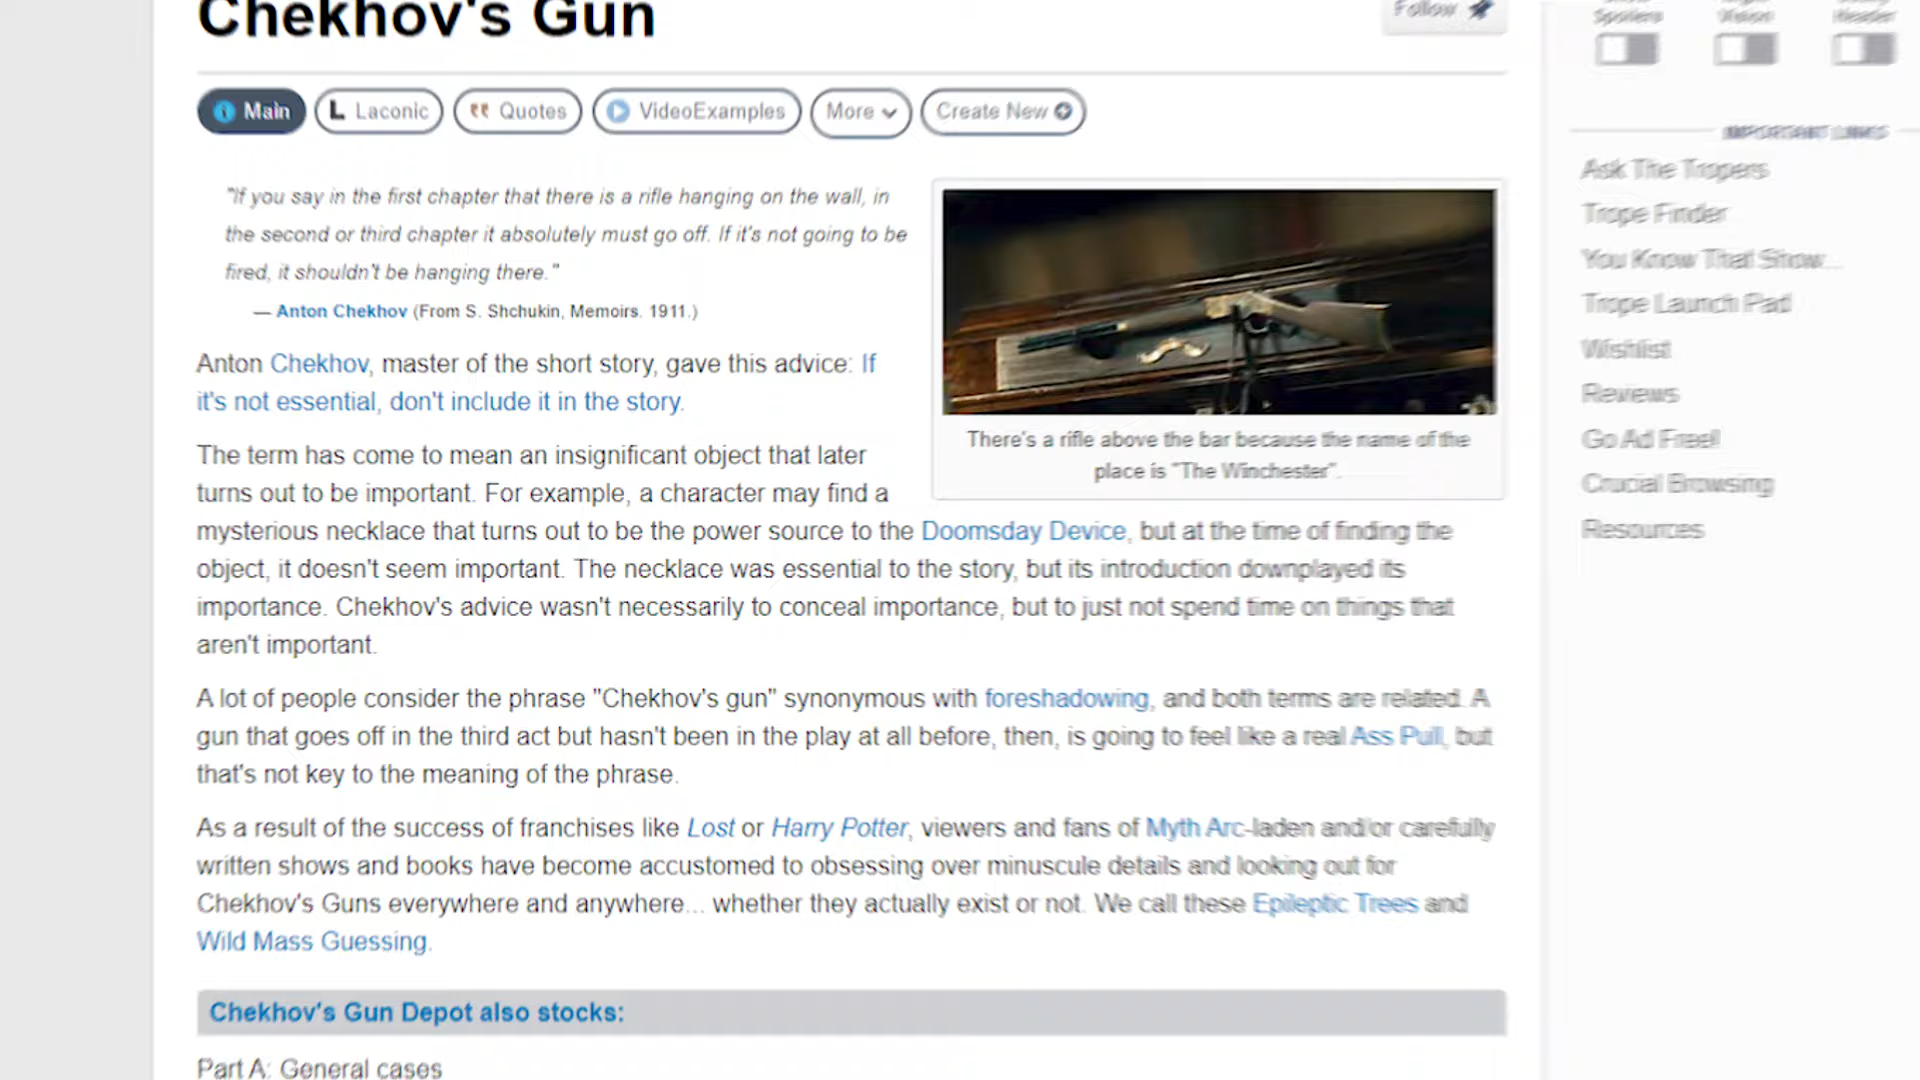 Chekhov's Gun
Follow
Spoilers
Vision
Header
Main
Laconic
Quotes
VideoExamples
More
Create New
IMPORTANT LINKS
Ask The Tropers
Trope Finder
You Know That Show...
Trope Launch Pad
Wishlist
Reviews
Go Ad Free!
Crucial Browsing
Resources
"If you say in the first chapter that there is a rifle hanging on the wall, in
the second or third chapter it absolutely must go off. If it's not going to be
fired, it shouldn't be hanging there."
— Anton Chekhov (From S. Shchukin, Memoirs. 1911.)
There's a rifle above the bar because the name of the
place is "The Winchester".
Anton Chekhov, master of the short story, gave this advice: If
it's not essential, don't include it in the story.
The term has come to mean an insignificant object that later
turns out to be important. For example, a character may find a
mysterious necklace that turns out to be the power source to the Doomsday Device, but at the time of finding the
object, it doesn't seem important. The necklace was essential to the story, but its introduction downplayed its
importance. Chekhov's advice wasn't necessarily to conceal importance, but to just not spend time on things that
aren't important.
A lot of people consider the phrase "Chekhov's gun" synonymous with foreshadowing, and both terms are related. A
gun that goes off in the third act but hasn't been in the play at all before, then, is going to feel like a real Ass Pull, but
that's not key to the meaning of the phrase.
As a result of the success of franchises like Lost or Harry Potter, viewers and fans of Myth Arc-laden and/or carefully
written shows and books have become accustomed to obsessing over minuscule details and looking out for
Chekhov's Guns everywhere and anywhere... whether they actually exist or not. We call these Epileptic Trees and
Wild Mass Guessing.
Chekhov's Gun Depot also stocks:
Part A: General cases